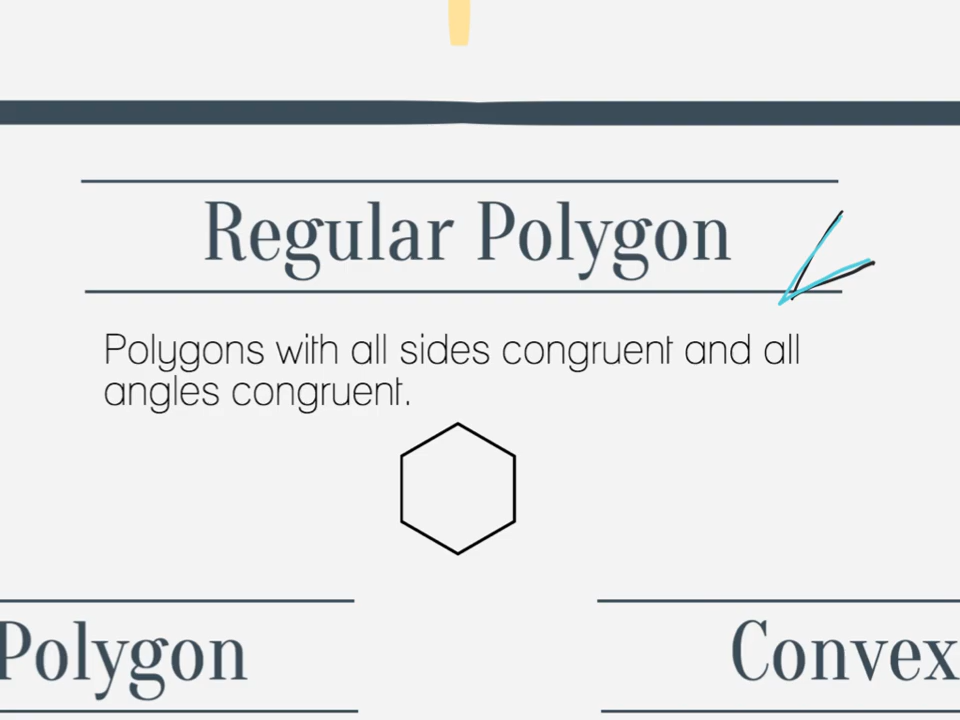 Regular Polygon
Polygons with all sides congruent and all
angles congruent.
Polygon
Convex